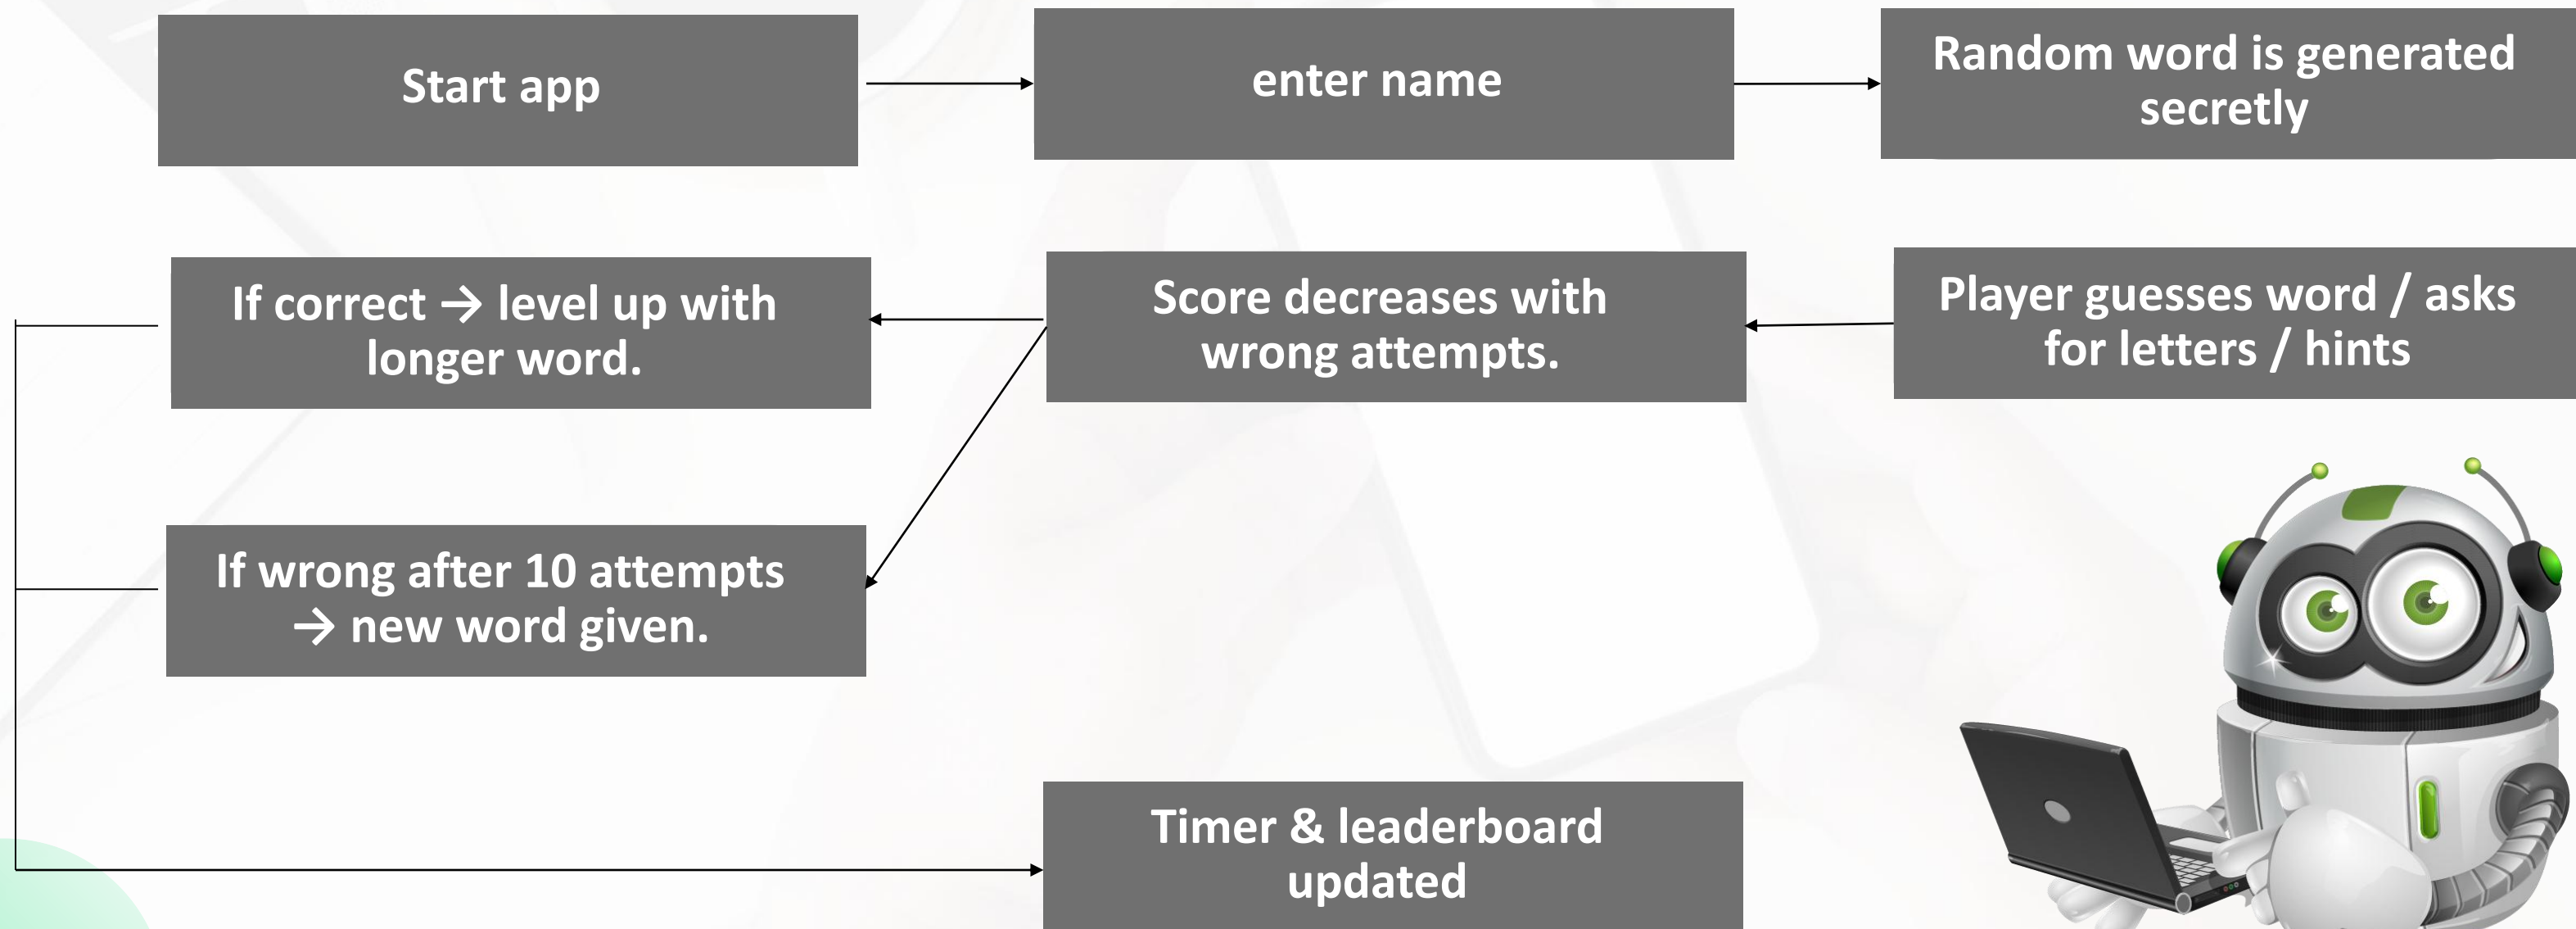 Start app
enter name
Random word is generated
secretly
Player guesses word / asks
for letters / hints
Score decreases with
wrong attempts.
If correct → level up with
longer word.
If wrong after 10 attempts
→ new word given.
Timer & leaderboard
updated